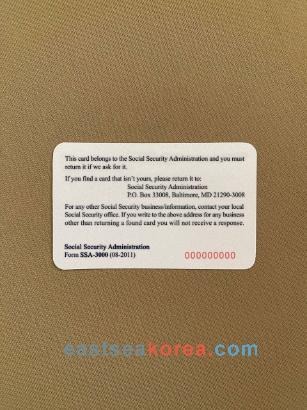 This card belongs to the Social Security Administration and you must
return it if we ask for it.
If you find a card that isn't yours, please return it to:
Social Security Administration
P.O. Box 33008, Baltimore, MD 21290-3008
For any other Social Security business/information, contact your local
Social Security office. If you write to the above address for any business
other than returning a found card you will not receive a response.
Social Security Administration
Form SSA-3000 (08-2011) 000000000
eastseakorea.com